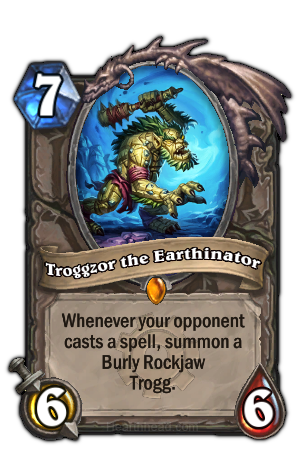 7
Troggzor the Earthinator
Whenever your opponent
casts a spell, summon a
Burly Rockjaw
Trogg.
6
6